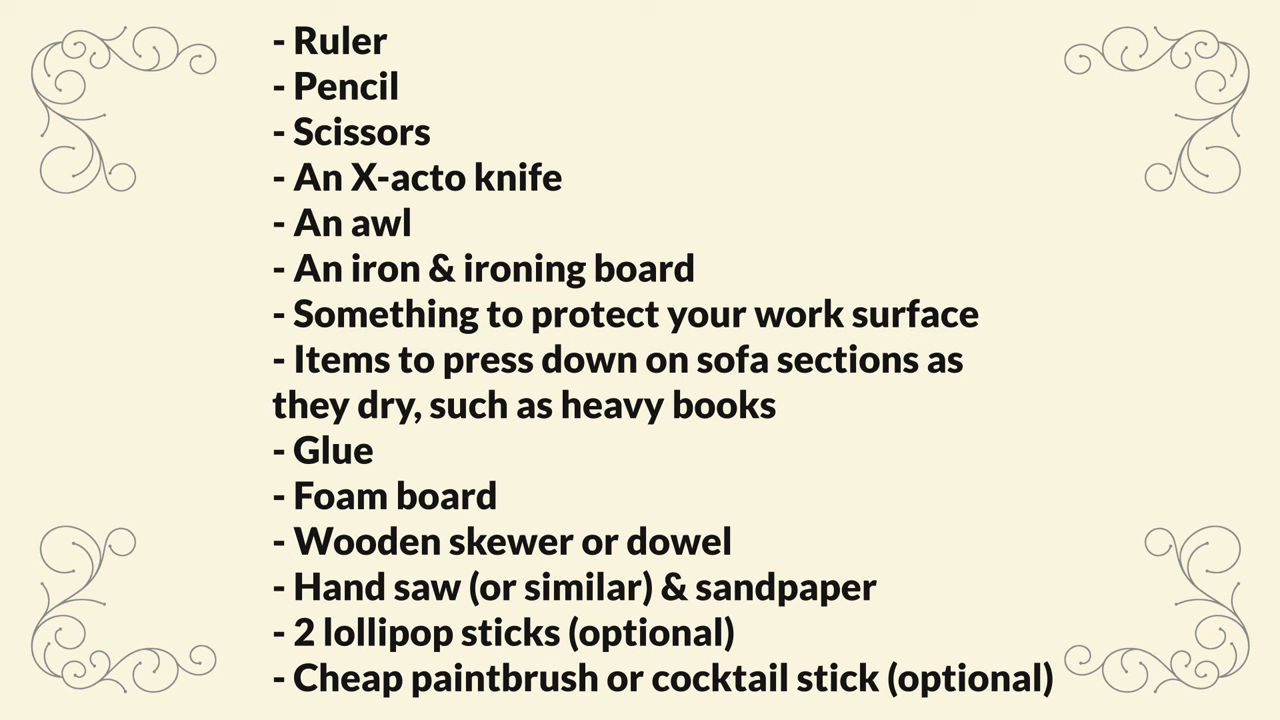 - Ruler
- Pencil
- Scissors
- An X-acto knife
- An awl
- An iron & ironing board
- Something to protect your work surface
- Items to press down on sofa sections as
they dry, such as heavy books
- Glue
- Foam board
- Wooden skewer or dowel
- Hand saw (or similar) & sandpaper
- 2 lollipop sticks (optional)
- Cheap paintbrush or cocktail stick (optional)